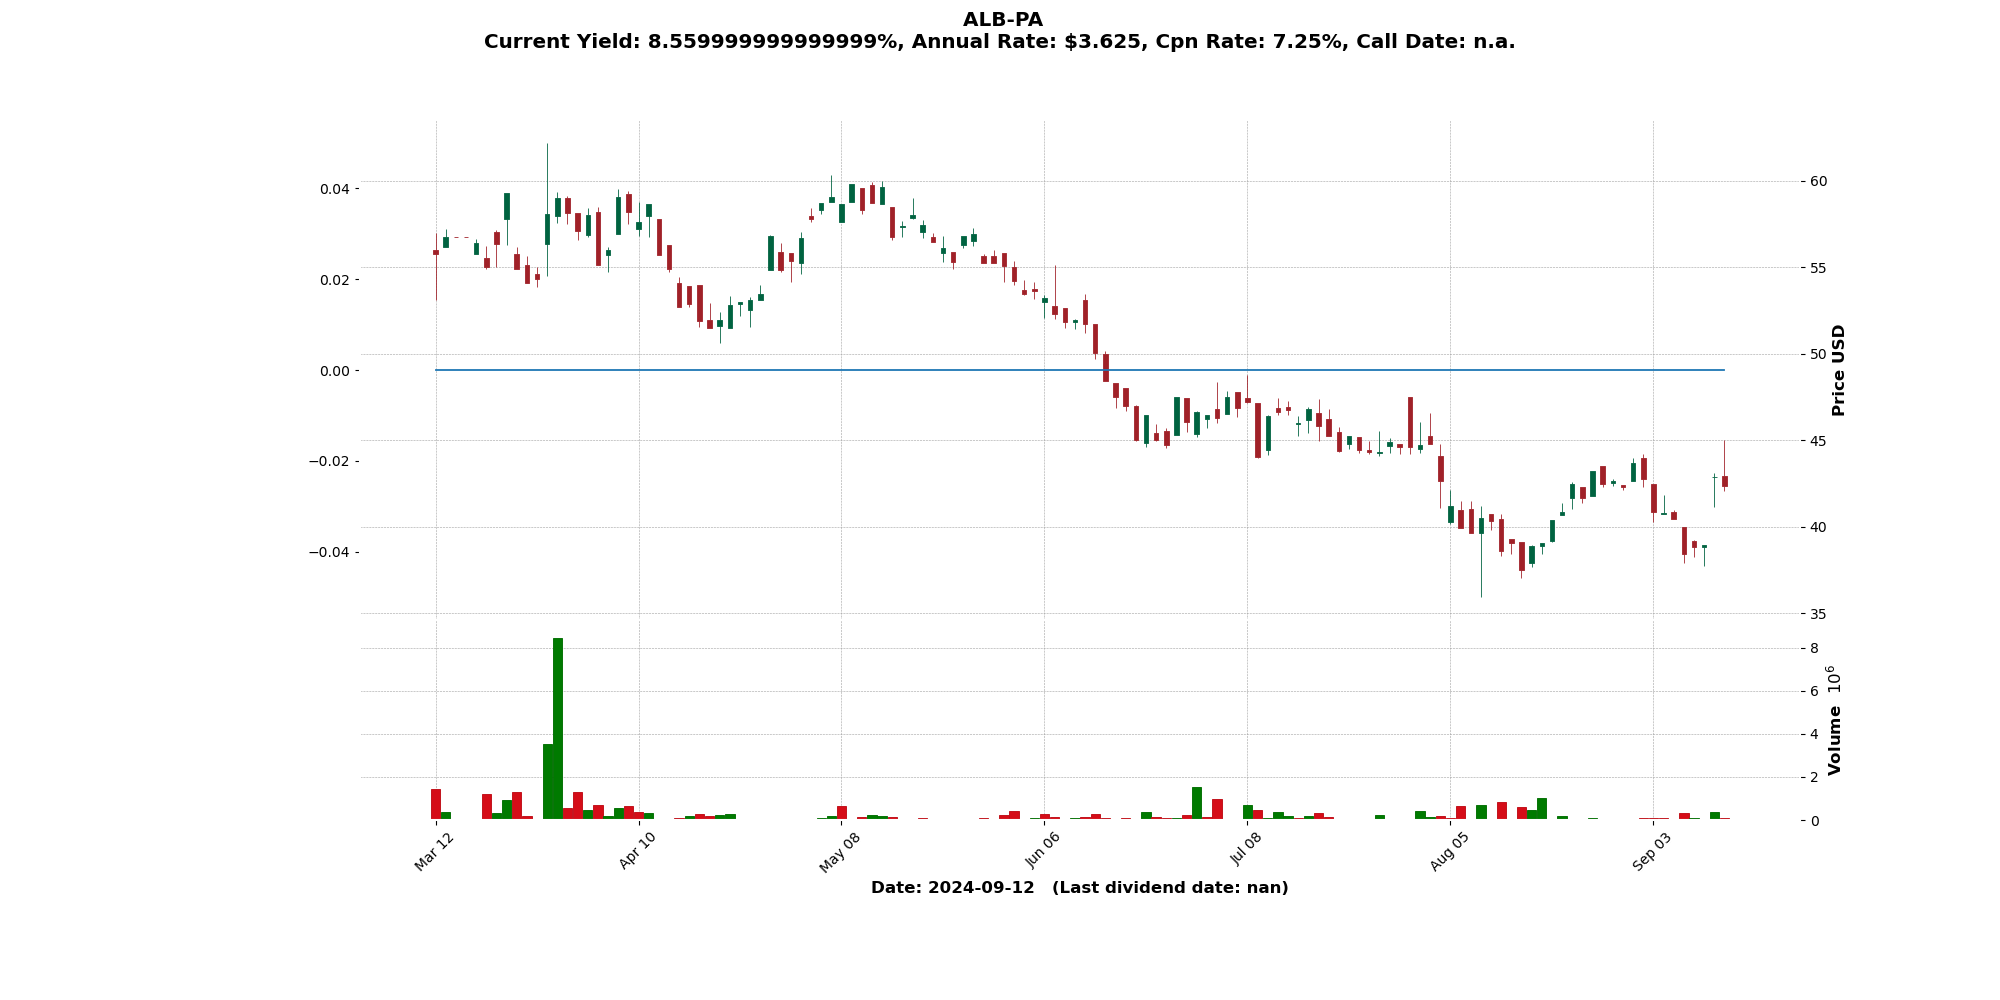 ALB-PA
Current Yield: 8.559999999999999%, Annual Rate: $3.625, Cpn Rate: 7.25%, Call Date: n.a.
0.04
0.02
0.00
−0.02
−0.04
60
55
50
45
40
35
Price USD
8
6
4
2
0
Volume 10^6
Mar 12
Apr 10
May 08
Jun 06
Jul 08
Aug 05
Sep 03
Date: 2024-09-12 (Last dividend date: nan)